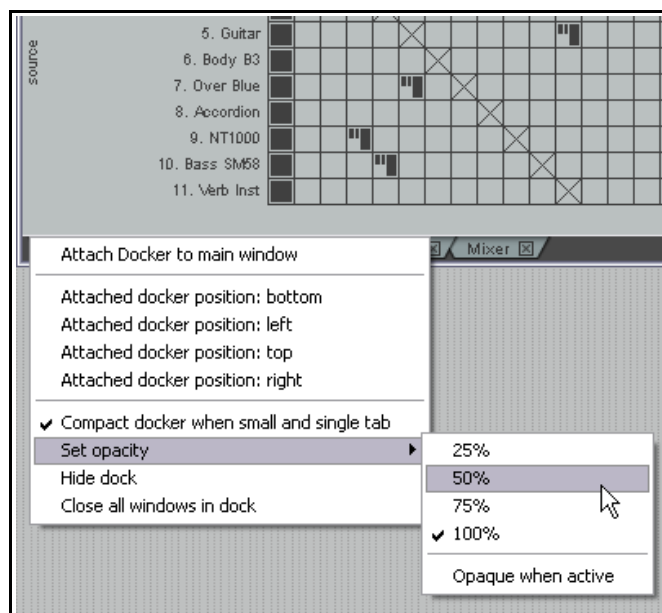 source
5. Guitar
6. Body B3
7. Over Blue
8. Accordion
9. NT1000
10. Bass SM58
11. Verb Inst
Mixer
Attach Docker to main window
Attached docker position: bottom
Attached docker position: left
Attached docker position: top
Attached docker position: right
Compact docker when small and single tab
Set opacity
Hide dock
Close all windows in dock
25%
50%
75%
100%
Opaque when active